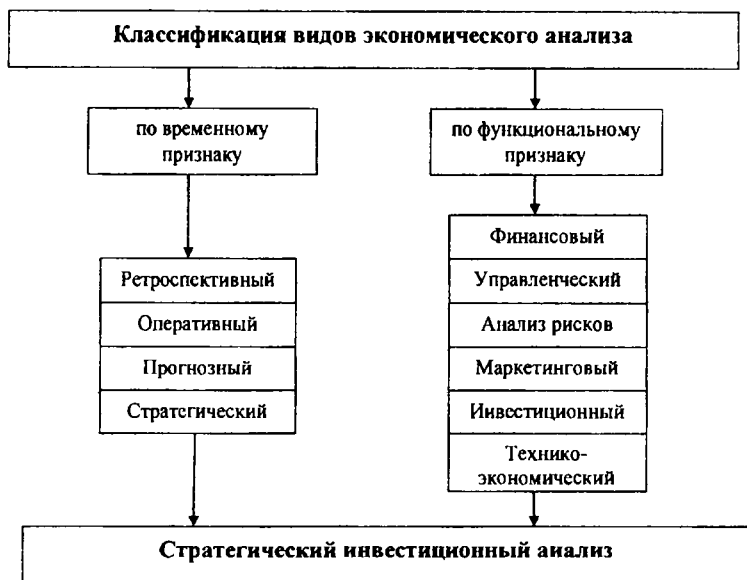 Классификация видов экономического анализа
по временному
признаку
по функциональному
признаку
Ретроспективный
Оперативный
Прогнозный
Стратегический
Финансовый
Управленческий
Анализ рисков
Маркетинговый
Инвестиционный
Технико-
экономический
Стратегический инвестиционный анализ